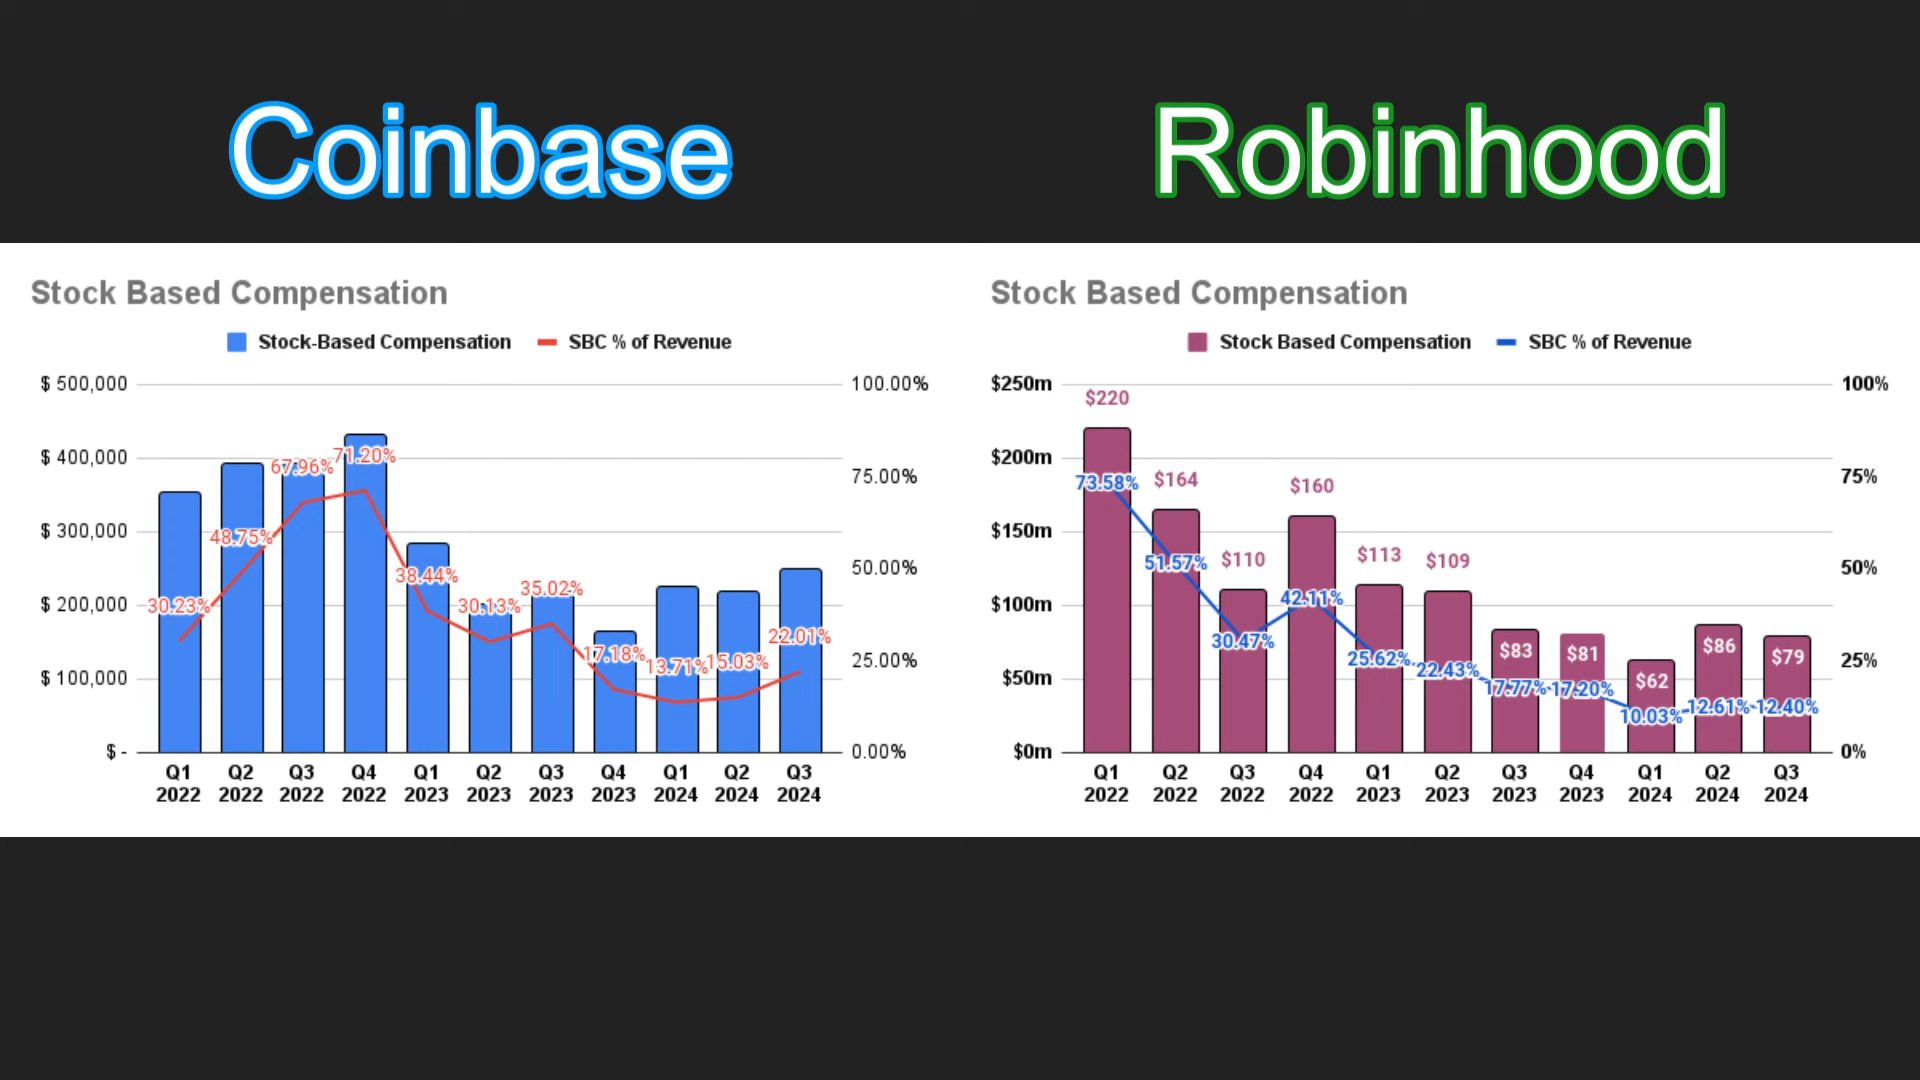 Coinbase
Robinhood
Stock Based Compensation
Stock-Based Compensation
SBC % of Revenue
$ 500,000
$ 400,000
$ 300,000
$ 200,000
$ 100,000
$ -
100.00%
75.00%
50.00%
25.00%
0.00%
30.23%
48.75%
67.96%
71.20%
38.44%
30.13%
35.02%
17.18%
13.71%
15.03%
22.01%
Q1 2022
Q2 2022
Q3 2022
Q4 2022
Q1 2023
Q2 2023
Q3 2023
Q4 2023
Q1 2024
Q2 2024
Q3 2024
Stock Based Compensation
Stock Based Compensation
SBC % of Revenue
$250m
$200m
$150m
$100m
$50m
$0m
100%
75%
50%
25%
0%
$220
$164
$110
$160
$113
$109
$83
$81
$62
$86
$79
73.58%
51.57%
30.47%
42.11%
25.62%
22.43%
17.77%
17.20%
10.03%
12.61%
12.40%
Q1 2022
Q2 2022
Q3 2022
Q4 2022
Q1 2023
Q2 2023
Q3 2023
Q4 2023
Q1 2024
Q2 2024
Q3 2024